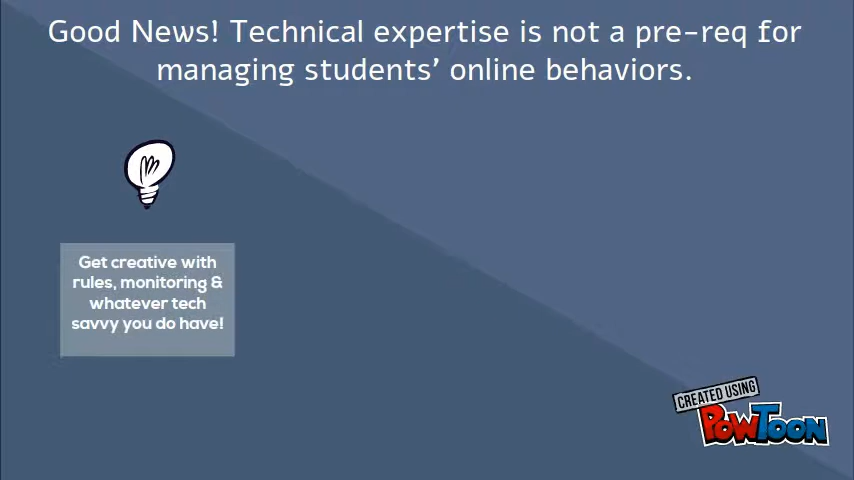 Good News! Technical expertise is not a pre-req for
managing students' online behaviors.
Get creative with
rules, monitoring &
whatever tech
savvy you do have!
CREATED USING
POWTOON